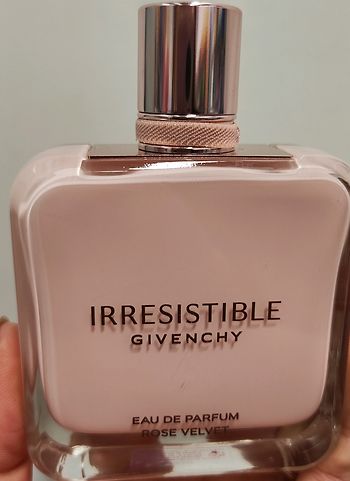 IRRESISTIBLE
GIVENCHY
EAU DE PARFUM
ROSE VELVET